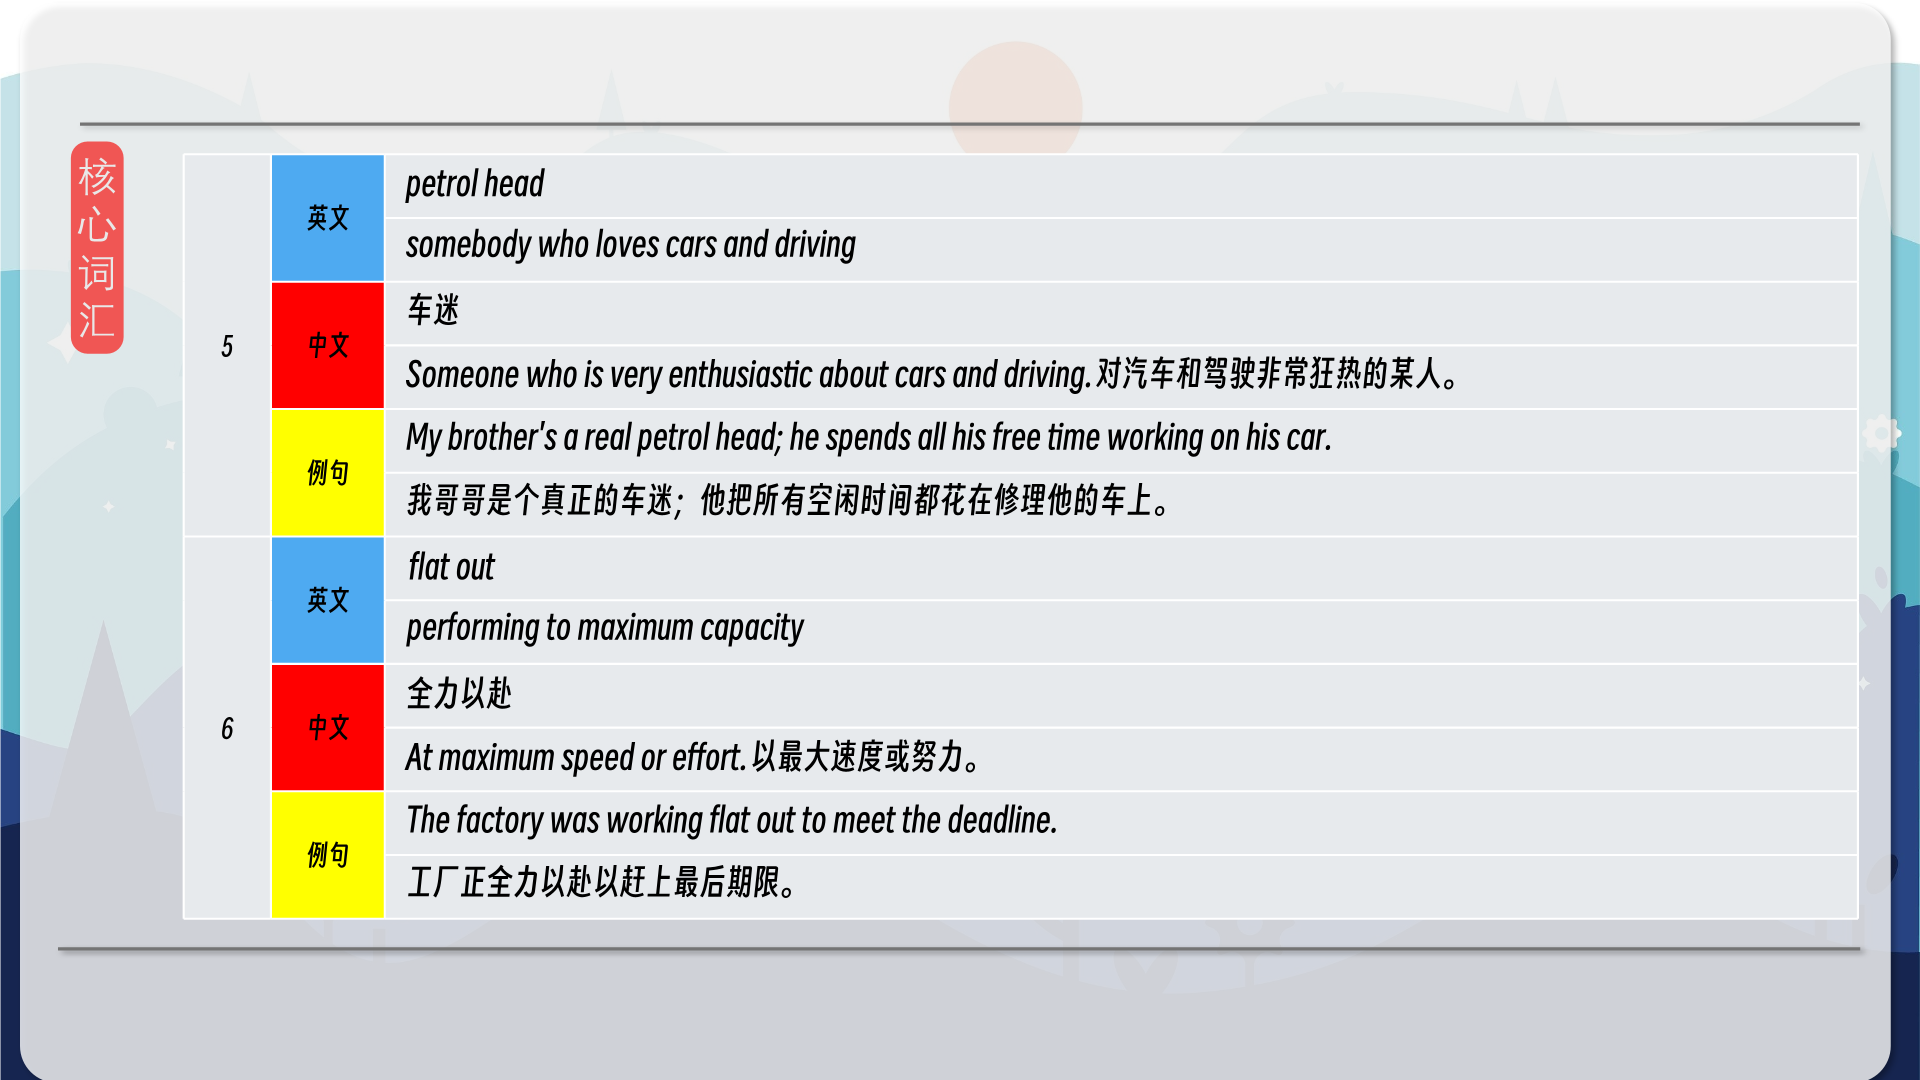 核心词汇
5
英文
petrol head
somebody who loves cars and driving
中文
车迷
Someone who is very enthusiastic about cars and driving. 对汽车和驾驶非常狂热的某人。
例句
My brother's a real petrol head; he spends all his free time working on his car.
我哥哥是个真正的车迷；他把所有空闲时间都花在修理他的车上。
6
英文
flat out
performing to maximum capacity
中文
全力以赴
At maximum speed or effort. 以最大速度或努力。
例句
The factory was working flat out to meet the deadline.
工厂正全力以赴以赶上最后期限。